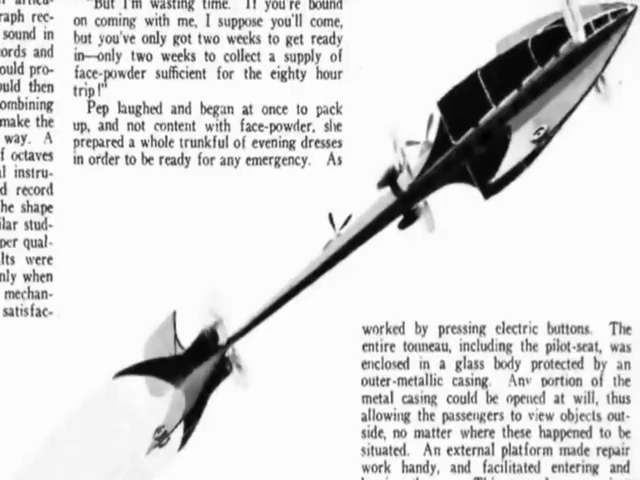 raph rec-
sound in
ords and
ould pro-
ould then
ombining
make the
way. A
f octaves
al instru-
d record
he shape
ilar stud-
per qual-
lts were
nly when
mechan-
satisfac-
"But I'm wasting time. If you're bound
on coming with me, I suppose you'll come,
but you've only got two weeks to get ready
in—only two weeks to collect a supply of
face-powder sufficient for the eighty hour
trip!"
Pep laughed and began at once to pack
up, and not content with face-powder, she
prepared a whole trunkful of evening dresses
in order to be ready for any emergency. As
worked by pressing electric buttons. The
entire tonneau, including the pilot-seat, was
enclosed in a glass body protected by an
outer-metallic casing. Any portion of the
metal casing could be opened at will, thus
allowing the passengers to view objects out-
side, no matter where these happened to be
situated. An external platform made repair
work handy, and facilitated entering and